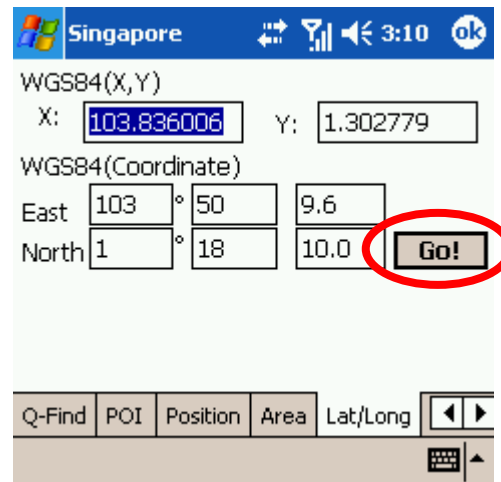 Singapore 3:10 ok
WGS84(X,Y)
X: 103.836006 Y: 1.302779
WGS84(Coordinate)
East 103 ° 50 9.6
North 1 ° 18 10.0 Go!
Q-Find POI Position Area Lat/Long